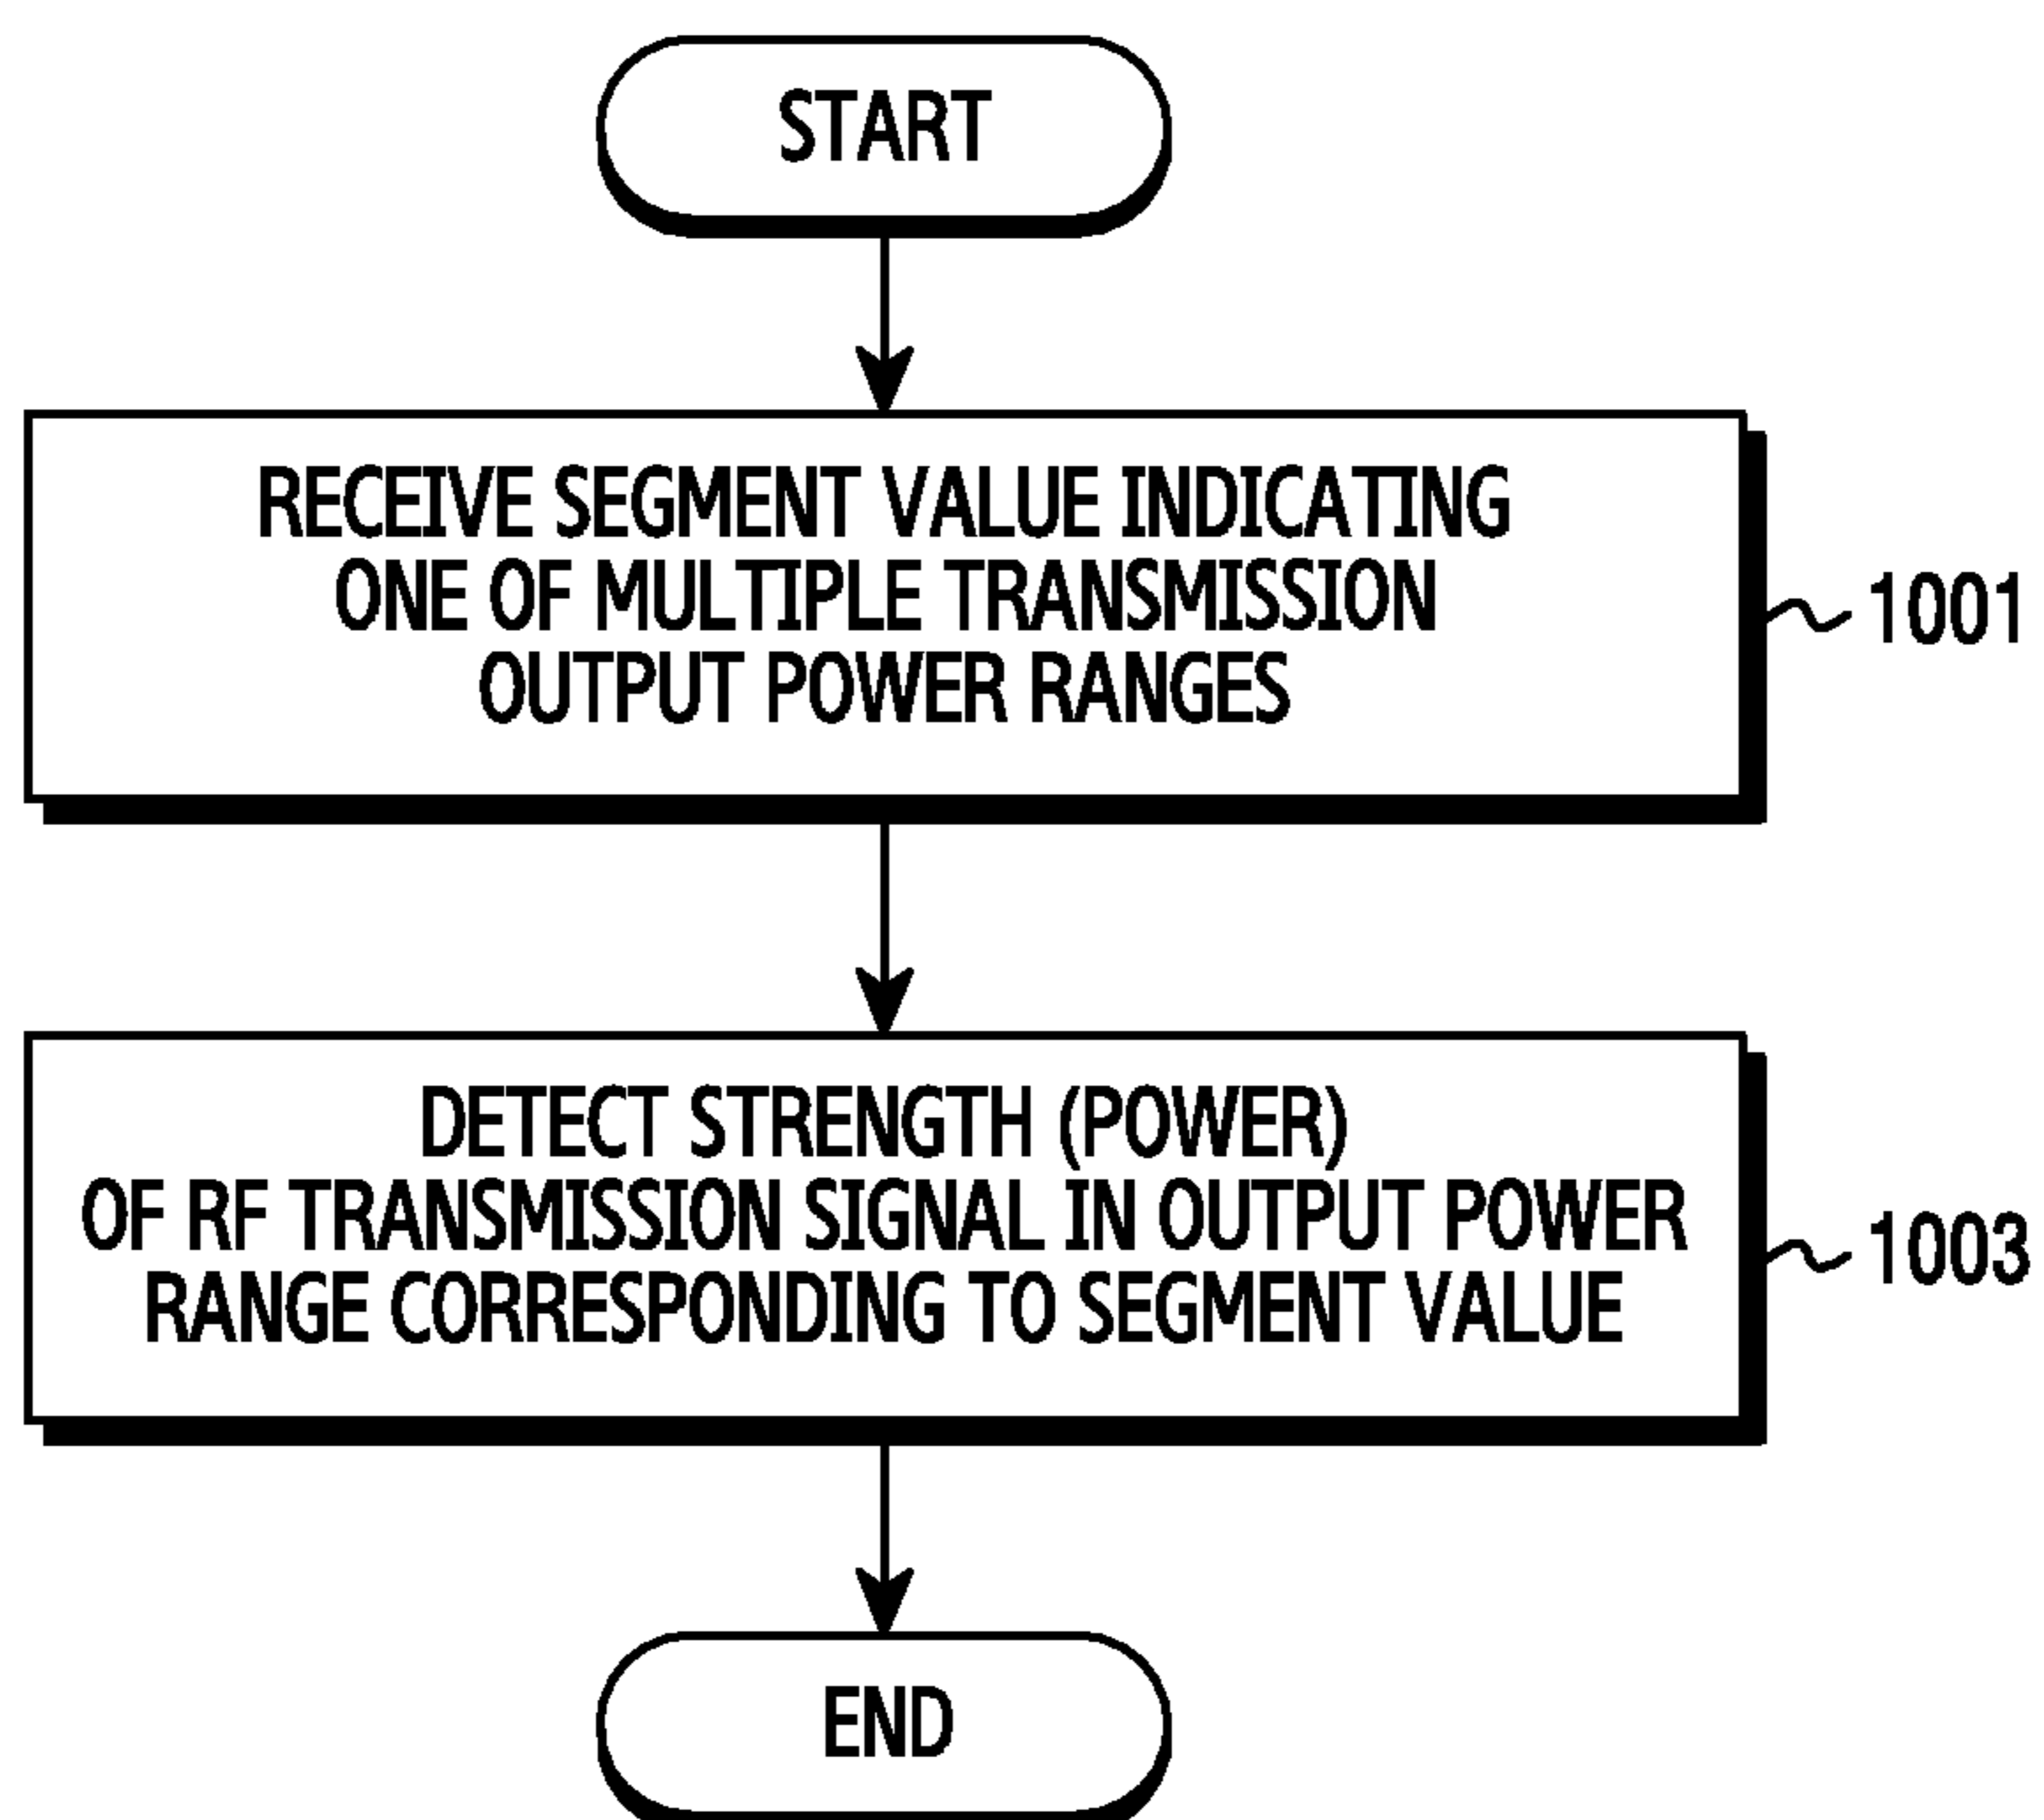 START
RECEIVE SEGMENT VALUE INDICATING
ONE OF MULTIPLE TRANSMISSION
OUTPUT POWER RANGES
1001
DETECT STRENGTH (POWER)
OF RF TRANSMISSION SIGNAL IN OUTPUT POWER
RANGE CORRESPONDING TO SEGMENT VALUE
1003
END